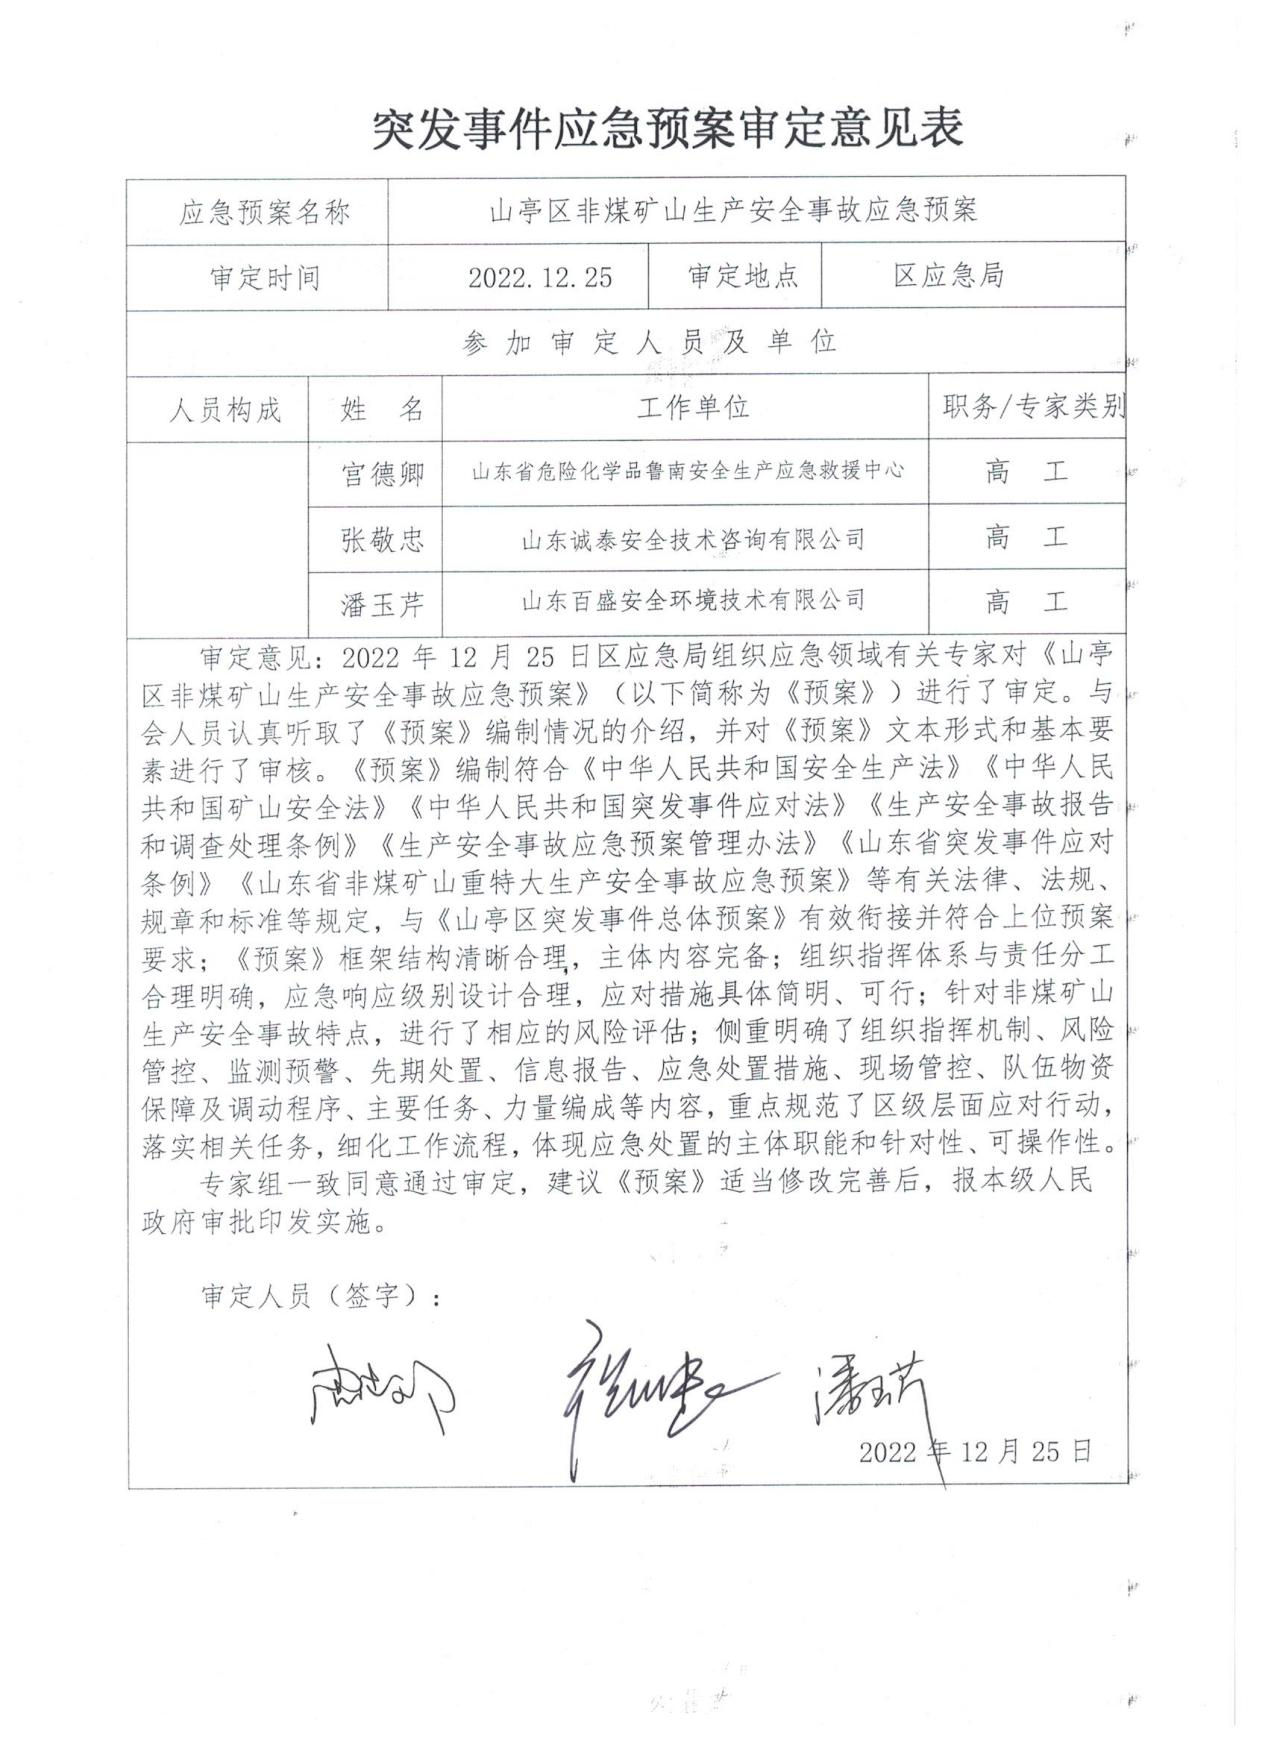 突发事件应急预案审定意见表
应急预案名称 山亭区非煤矿山生产安全事故应急预案
审定时间 2022.12.25 审定地点 区应急局
参加审定人员及单位
人员构成 姓 名 工作单位 职务/专家类别
宫德卿 山东省危险化学品鲁南安全生产应急救援中心 高 工
张敬忠 山东诚泰安全技术咨询有限公司 高 工
潘玉芹 山东百盛安全环境技术有限公司 高 工
审定意见：2022 年 12 月 25 日区应急局组织应急领域有关专家对《山亭
区非煤矿山生产安全事故应急预案》（以下简称为《预案》）进行了审定。与
会人员认真听取了《预案》编制情况的介绍，并对《预案》文本形式和基本要
素进行了审核。《预案》编制符合《中华人民共和国安全生产法》《中华人民
共和国矿山安全法》《中华人民共和国突发事件应对法》《生产安全事故报告
和调查处理条例》《生产安全事故应急预案管理办法》《山东省突发事件应对
条例》《山东省非煤矿山重特大生产安全事故应急预案》等有关法律、法规、
规章和标准等规定，与《山亭区突发事件总体预案》有效衔接并符合上位预案
要求；《预案》框架结构清晰合理，主体内容完备；组织指挥体系与责任分工
合理明确，应急响应级别设计合理，应对措施具体简明、可行；针对非煤矿山
生产安全事故特点，进行了相应的风险评估；侧重明确了组织指挥机制、风险
管控、监测预警、先期处置、信息报告、应急处置措施、现场管控、队伍物资
保障及调动程序、主要任务、力量编成等内容，重点规范了区级层面应对行动，
落实相关任务，细化工作流程，体现应急处置的主体职能和针对性、可操作性。
专家组一致同意通过审定，建议《预案》适当修改完善后，报本级人民
政府审批印发实施。
审定人员（签字）：
潘玉芹
2022 年 12 月 25 日